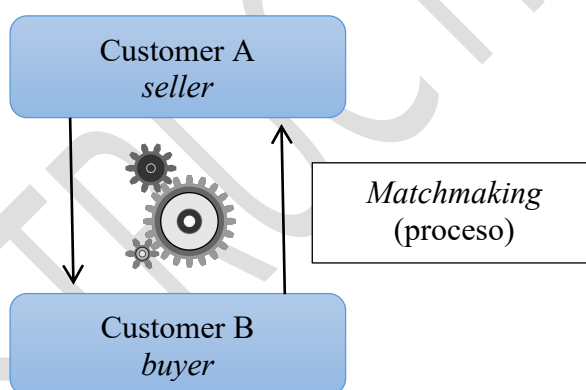 Customer A
seller
Matchmaking
(proceso)
Customer B
buyer